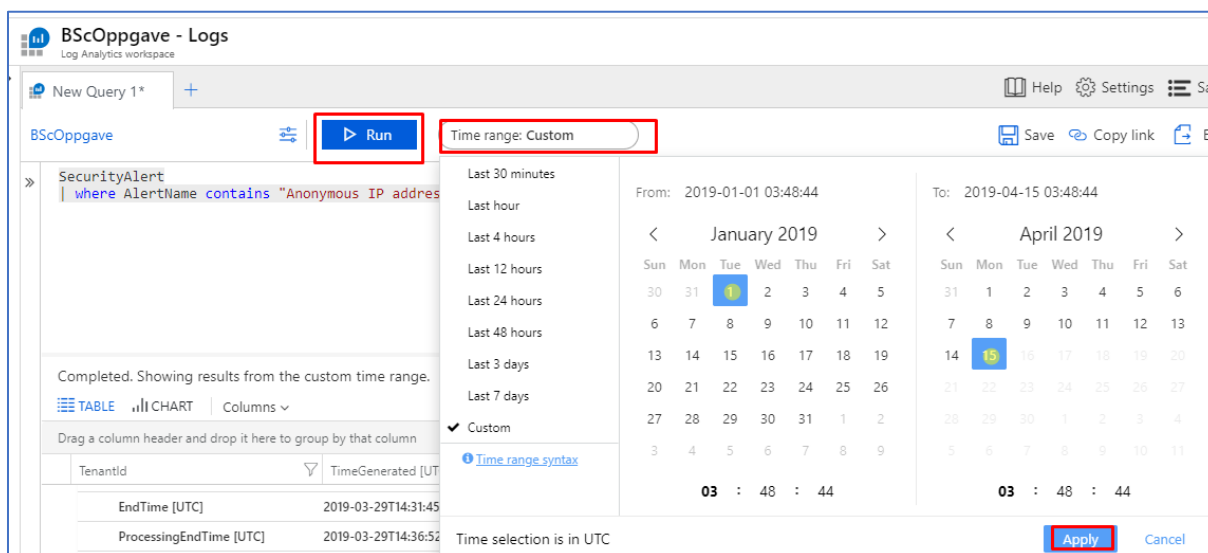 BScOppgave - Logs
Log Analytics workspace
New Query 1*
Help Settings
BScOppgave Run Time range: Custom Save Copy link
SecurityAlert
| where AlertName contains "Anonymous IP addres
Last 30 minutes
Last hour
Last 4 hours
Last 12 hours
Last 24 hours
Last 48 hours
Last 3 days
Last 7 days
Custom
Time range syntax
From: 2019-01-01 03:48:44
January 2019
Sun Mon Tue Wed Thu Fri Sat
30 31 1 2 3 4 5
6 7 8 9 10 11 12
13 14 15 16 17 18 19
20 21 22 23 24 25 26
27 28 29 30 31 1 2
3 4 5 6 7 8 9
03 : 48 : 44
To: 2019-04-15 03:48:44
April 2019
Sun Mon Tue Wed Thu Fri Sat
31 1 2 3 4 5 6
7 8 9 10 11 12 13
14 15 16 17 18 19 20
21 22 23 24 25 26 27
28 29 30 1 2 3 4
5 6 7 8 9 10 11
03 : 48 : 44
Time selection is in UTC
Apply Cancel
Completed. Showing results from the custom time range.
TABLE CHART Columns
Drag a column header and drop it here to group by that column
TenantId TimeGenerated [UT
EndTime [UTC] 2019-03-29T14:31:45
ProcessingEndTime [UTC] 2019-03-29T14:36:52